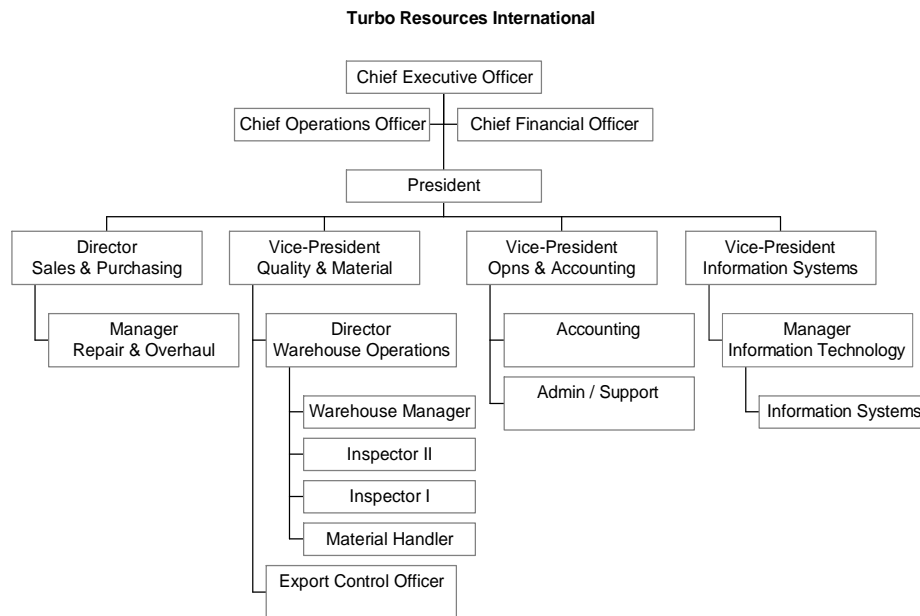 Turbo Resources International
Chief Executive Officer
Chief Operations Officer
Chief Financial Officer
President
Director
Sales & Purchasing
Manager
Repair & Overhaul
Vice-President
Quality & Material
Director
Warehouse Operations
Warehouse Manager
Inspector II
Inspector I
Material Handler
Export Control Officer
Vice-President
Opns & Accounting
Accounting
Admin / Support
Vice-President
Information Systems
Manager
Information Technology
Information Systems